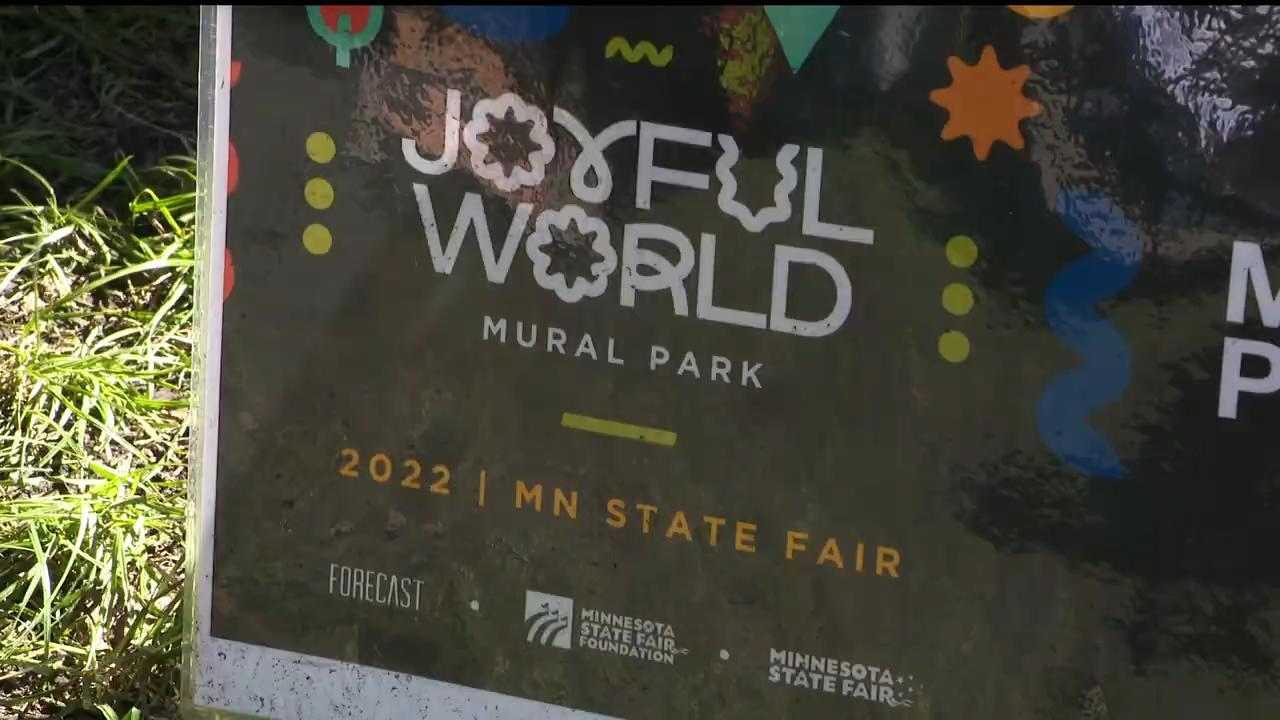 JOYFUL
WORLD
MURAL PARK
2022 | MN STATE FAIR
FORECAST
MINNESOTA
STATE FAIR
FOUNDATION
MINNESOTA
STATE FAIR
M
P